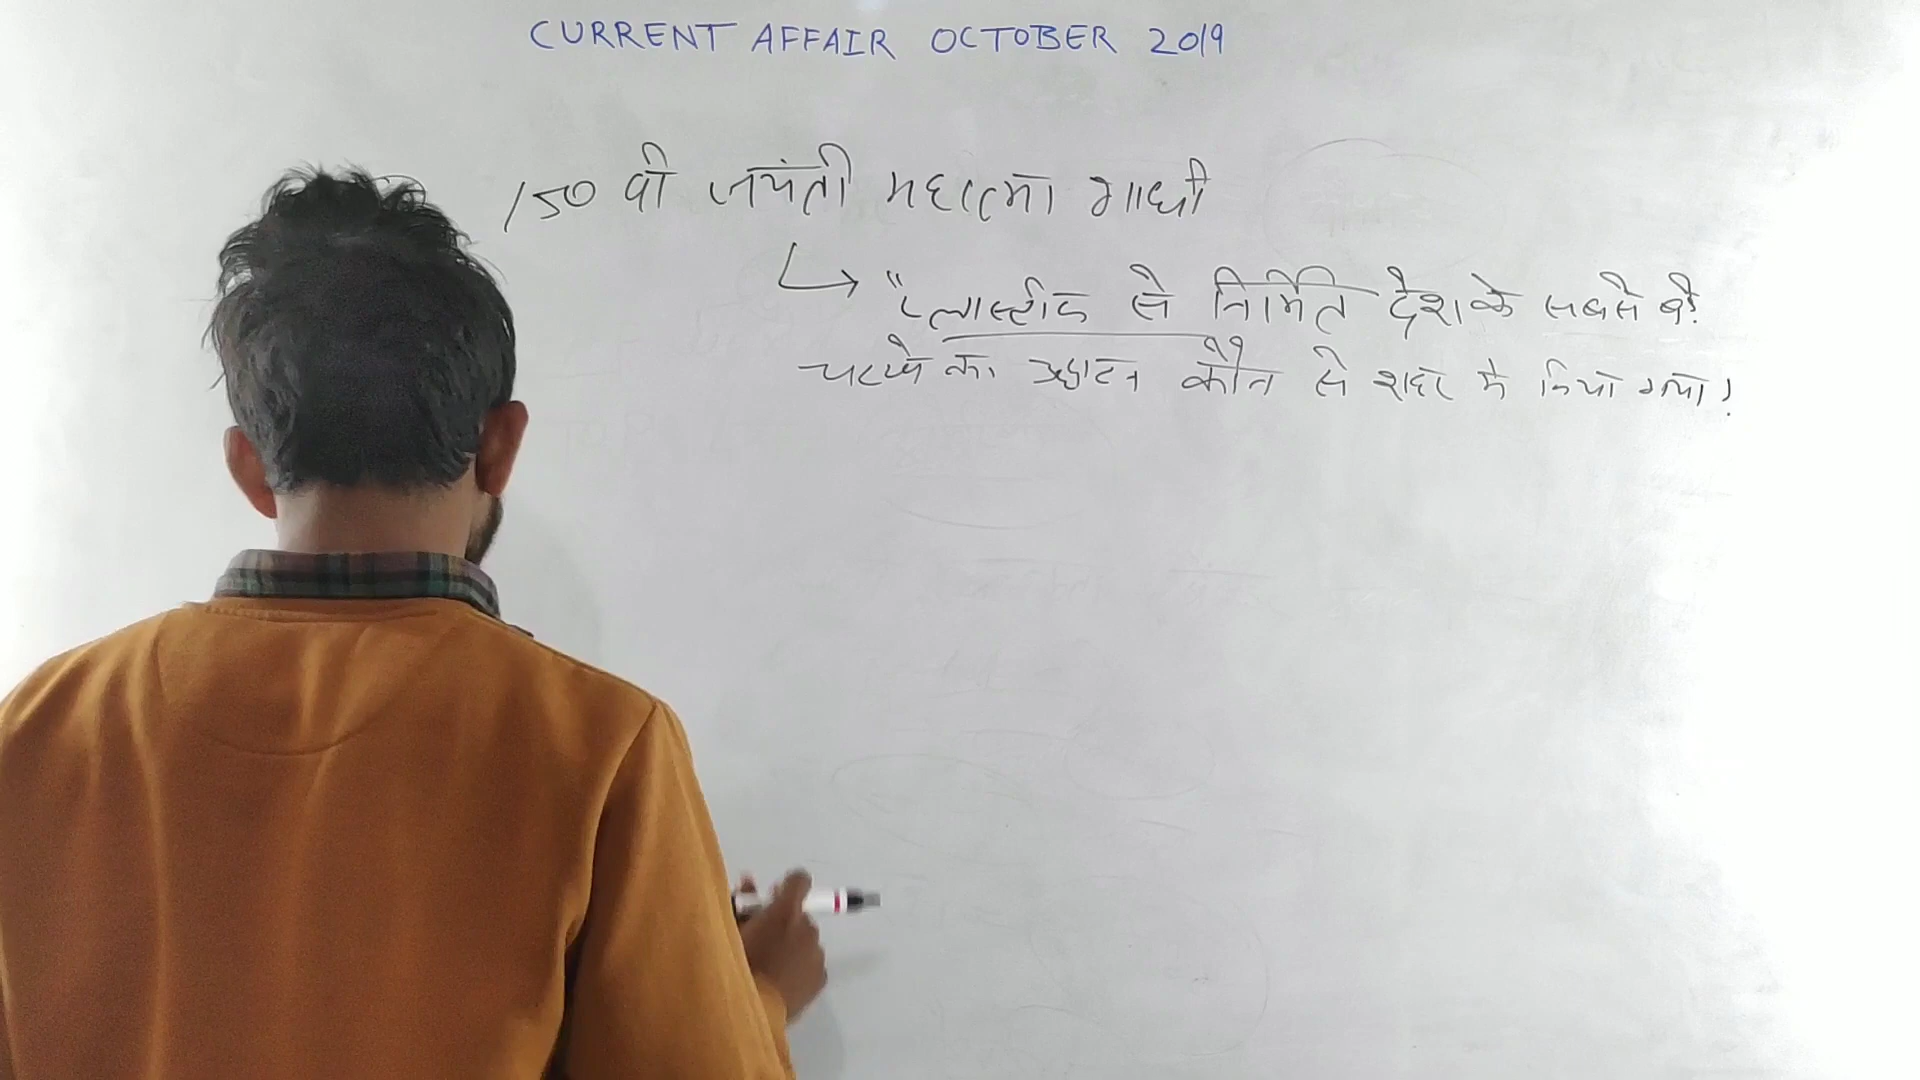 CURRENT AFFAIR OCTOBER 2019
150 वी जयंती महात्मा गाधी
"प्लास्टीक से निर्मित देश के सबसे बड़े
चरखे का उद्घाटन कौन से शहर मे किया गया?